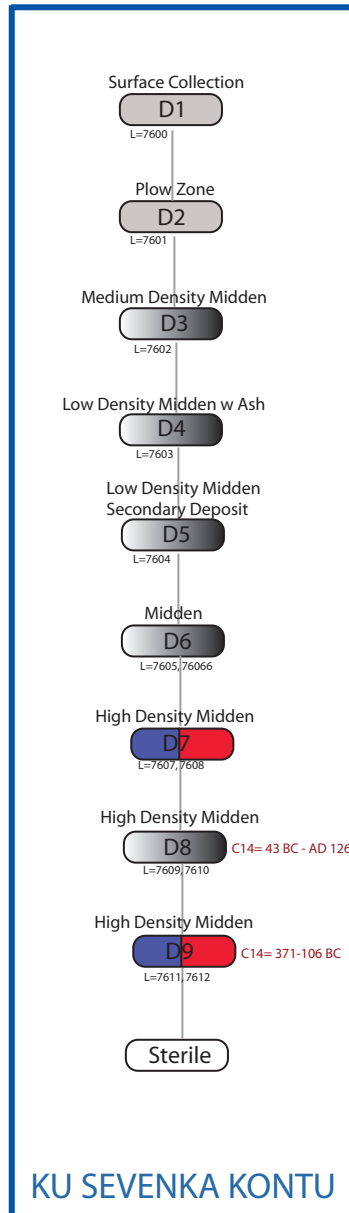 Surface Collection
D1
L=7600
Plow Zone
D2
L=7601
Medium Density Midden
D3
L=7602
Low Density Midden w Ash
D4
L=7603
Low Density Midden
Secondary Deposit
D5
L=7604
Midden
D6
L=7605, 76066
High Density Midden
D7
L=7607, 7608
High Density Midden
D8
C14= 43 BC - AD 126
L=7609, 7610
High Density Midden
D9
C14= 371-106 BC
L=7611, 7612
Sterile
KU SEVENKA KONTU